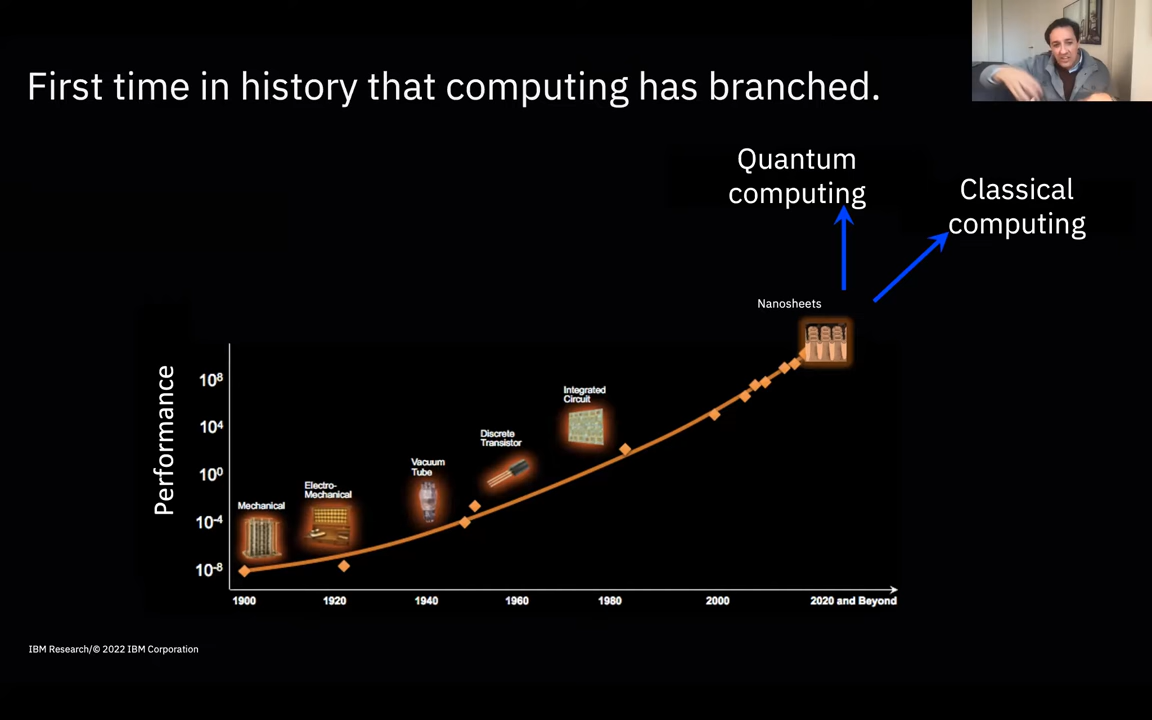 First time in history that computing has branched.
Quantum
computing
Classical
computing
Nanosheets
Performance
10⁸
10⁴
10⁰
10⁻⁴
10⁻⁸
Integrated
Circuit
Discrete
Transistor
Vacuum
Tube
Electro-
Mechanical
Mechanical
1900
1920
1940
1960
1980
2000
2020 and Beyond
IBM Research/© 2022 IBM Corporation